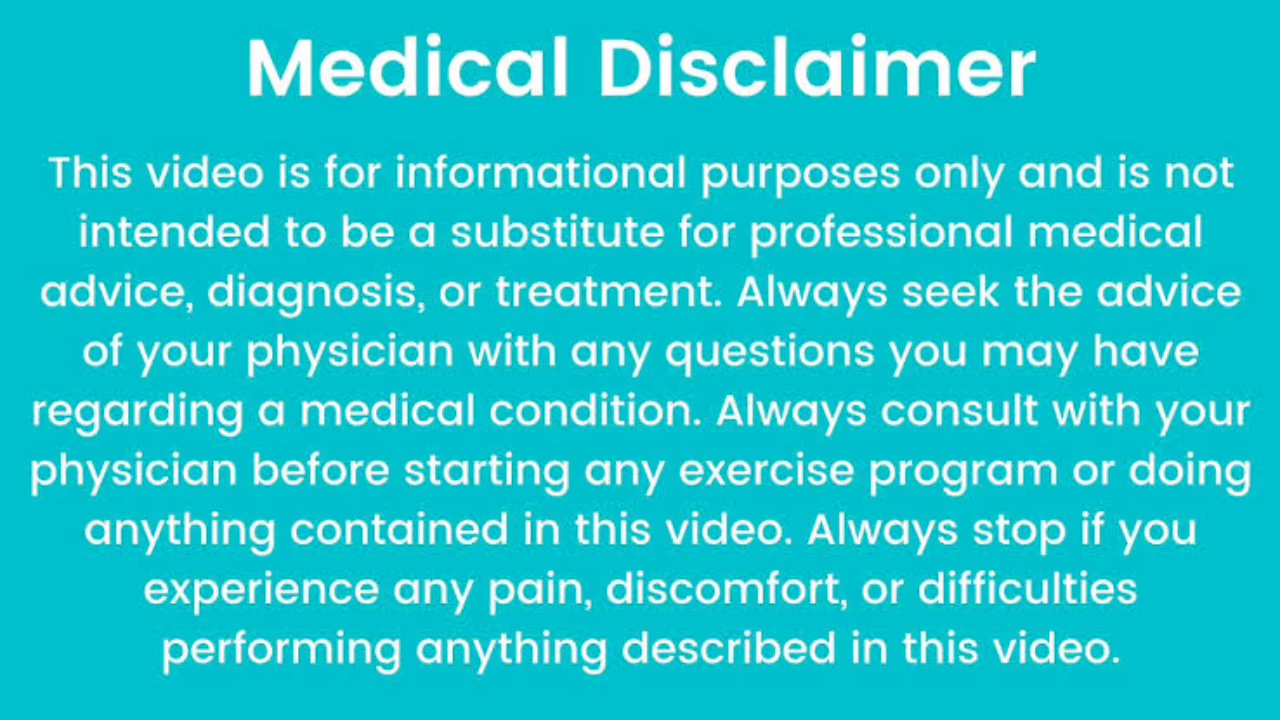 Medical Disclaimer
This video is for informational purposes only and is not
intended to be a substitute for professional medical
advice, diagnosis, or treatment. Always seek the advice
of your physician with any questions you may have
regarding a medical condition. Always consult with your
physician before starting any exercise program or doing
anything contained in this video. Always stop if you
experience any pain, discomfort, or difficulties
performing anything described in this video.